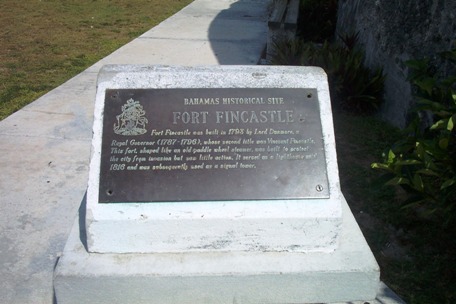 BAHAMAS HISTORICAL SITE
FORT FINCASTLE
Fort Fincastle was built in 1793 by Lord Dunmore,
Royal Governor (1787-1796), whose second title was Viscount Fincastle.
This fort, shaped like an old paddle wheel steamer, was built to protect
the city from invasion but saw little action. It served as a lighthouse until
1816 and was subsequently used as a signal tower.